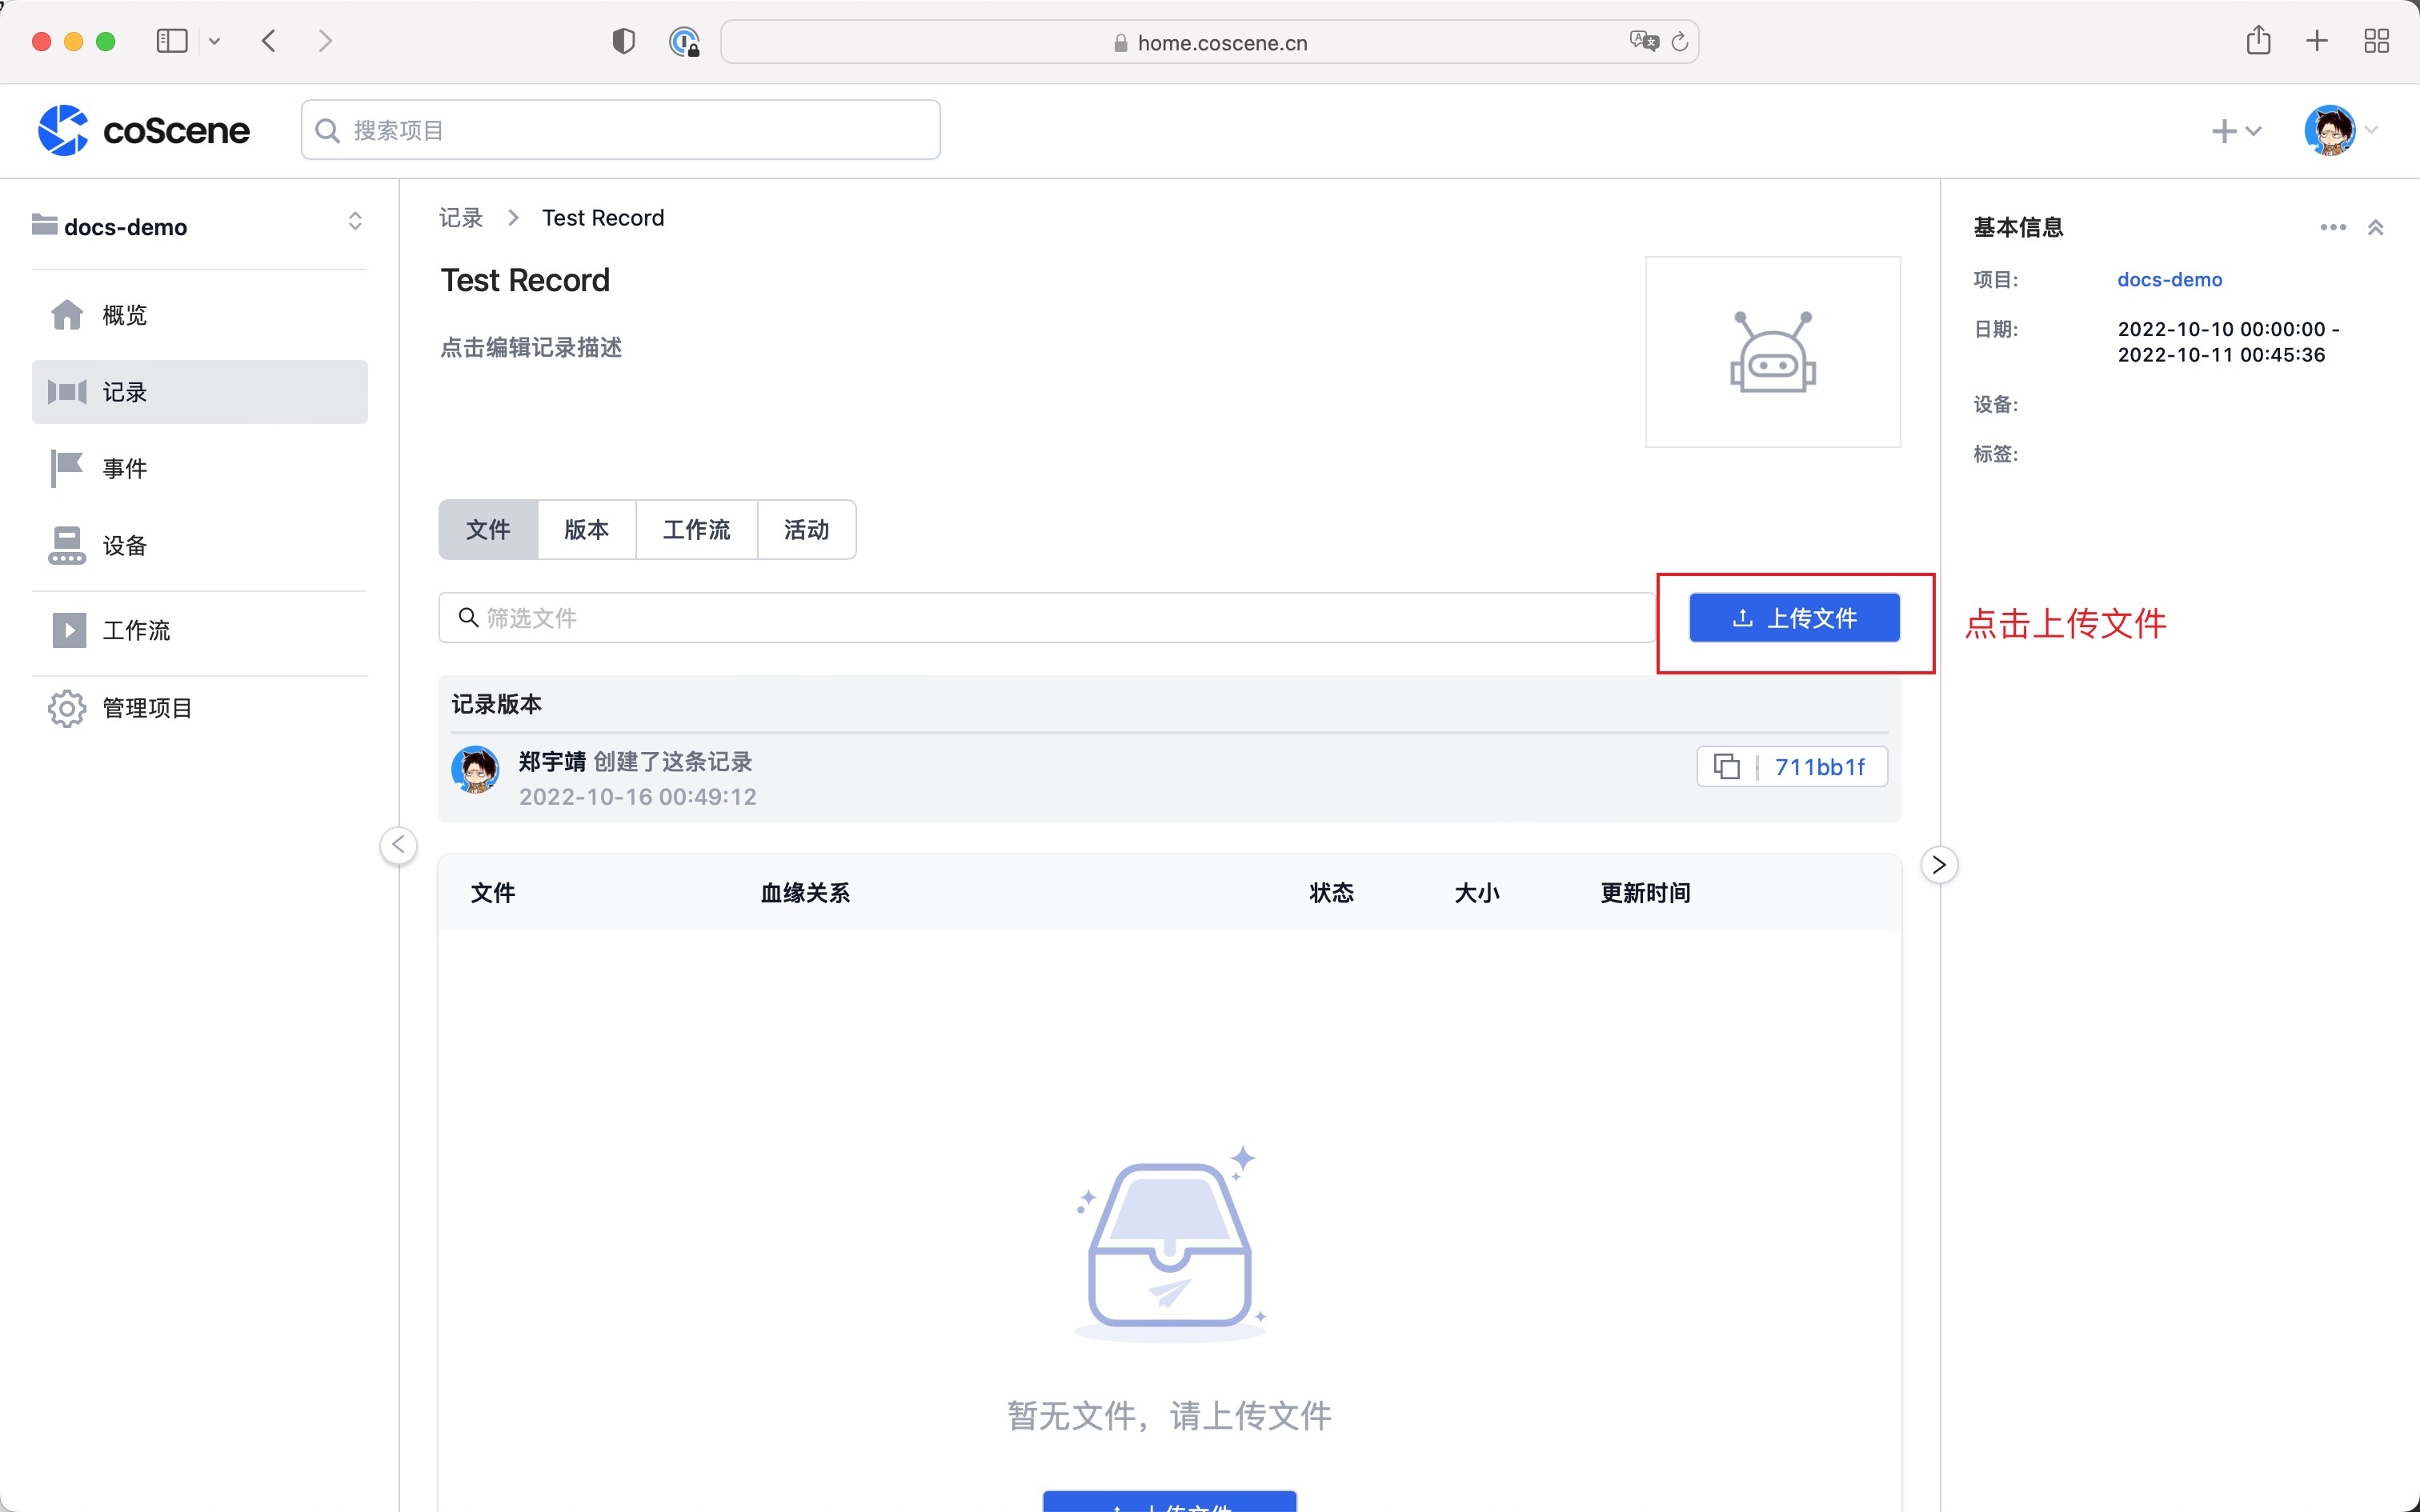 home.coscene.cn
coScene
搜索项目
docs-demo
概览
记录
事件
设备
工作流
管理项目
记录 > Test Record
Test Record
点击编辑记录描述
文件 版本 工作流 活动
筛选文件
上传文件
点击上传文件
记录版本
郑宇靖 创建了这条记录
2022-10-16 00:49:12
711bb1f
文件 血缘关系 状态 大小 更新时间
暂无文件，请上传文件
上传文件
基本信息
项目: docs-demo
日期: 2022-10-10 00:00:00 -
2022-10-11 00:45:36
设备:
标签: